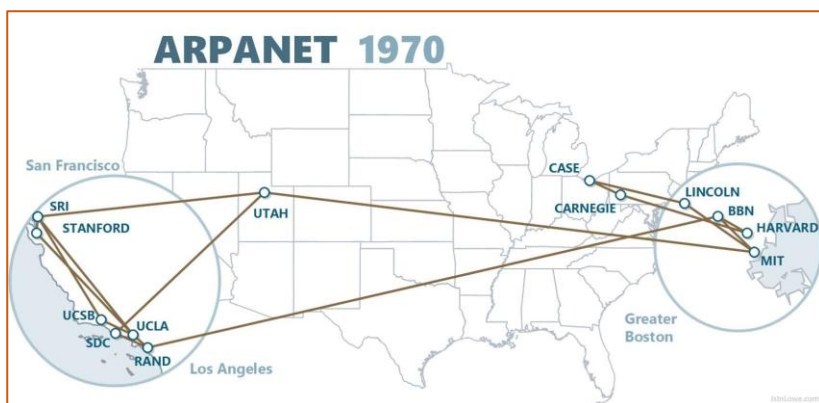 ARPANET 1970
San Francisco
SRI
STANFORD
UTAH
UCSB
UCLA
SDC
RAND
Los Angeles
CASE
CARNEGIE
LINCOLN
BBN
HARVARD
MIT
Greater
Boston